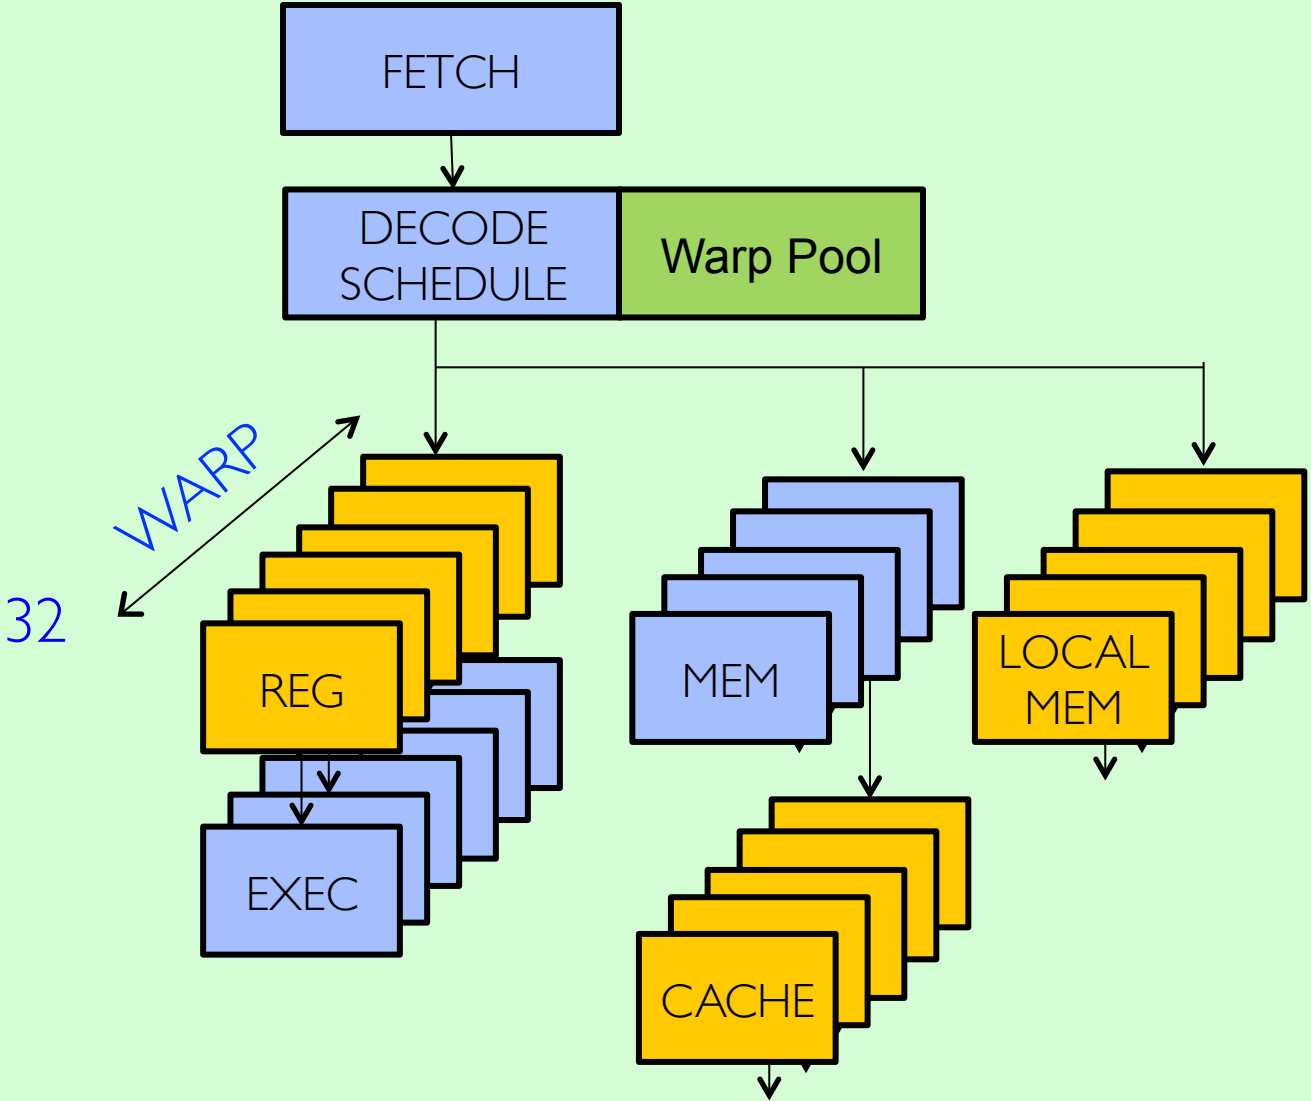 FETCH
DECODE
SCHEDULE
Warp Pool
WARP
32
REG
EXEC
MEM
LOCAL
MEM
CACHE